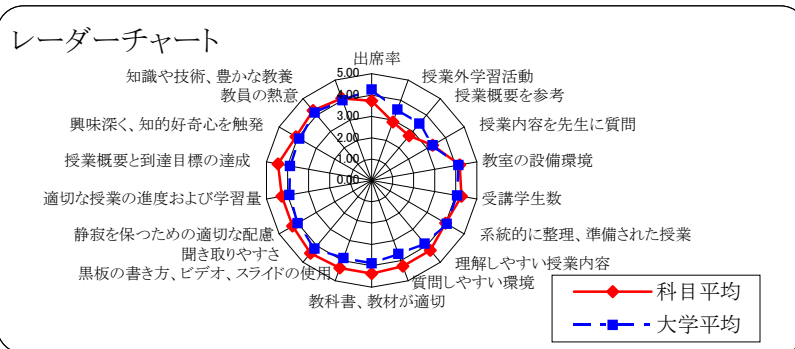 レーダーチャート
出席率
授業外学習活動
授業概要を参考
授業内容を先生に質問
教室の設備環境
受講学生数
系統的に整理、準備された授業
理解しやすい授業内容
質問しやすい環境
教科書、教材が適切
黒板の書き方、ビデオ、スライドの使用
聞き取りやすさ
静寂を保つための適切な配慮
適切な授業の進度および学習量
授業概要と到達目標の達成
興味深く、知的好奇心を触発
教員の熱意
知識や技術、豊かな教養
5.00
4.00
3.00
2.00
1.00
0.00
科目平均
大学平均